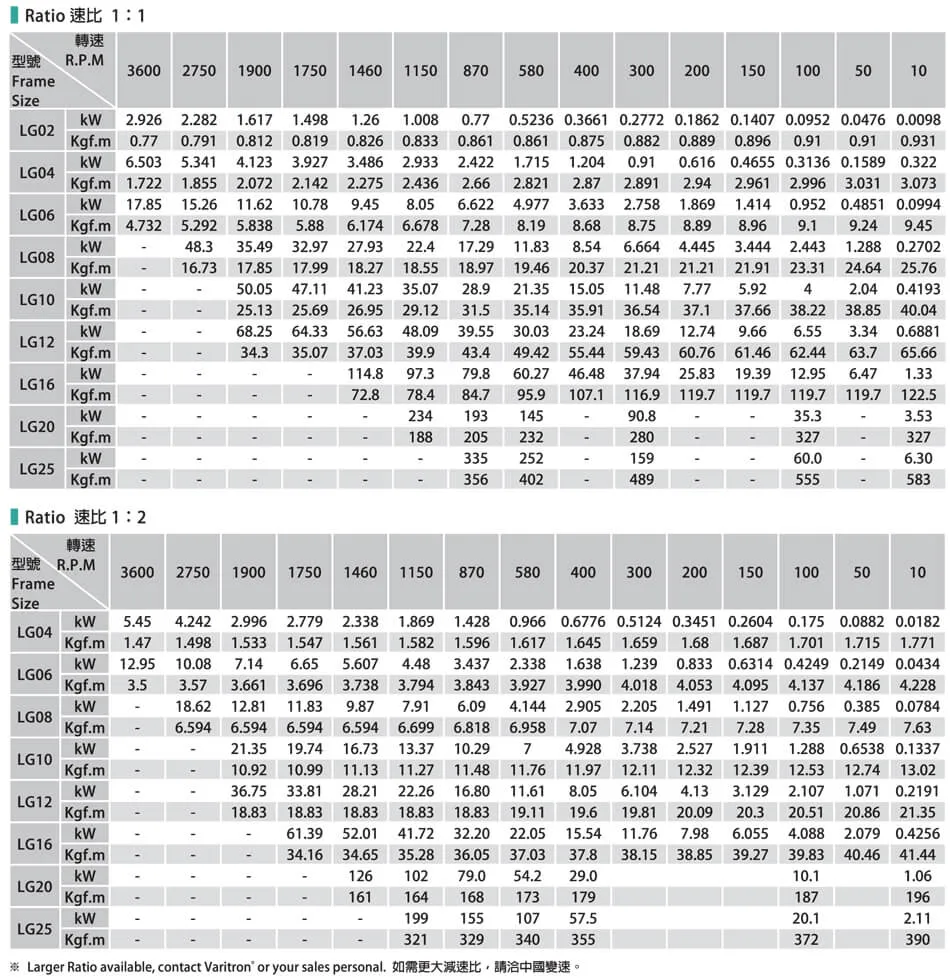 Ratio 速比 1：1
轉速
型號 R.P.M
Frame
Size
3600 2750 1900 1750 1460 1150 870 580 400 300 200 150 100 50 10
LG02
kW 2.926 2.282 1.617 1.498 1.26 1.008 0.77 0.5236 0.3661 0.2772 0.1862 0.1407 0.0952 0.0476 0.0098
Kgf.m 0.77 0.791 0.812 0.819 0.826 0.833 0.861 0.861 0.875 0.882 0.889 0.896 0.91 0.91 0.931
LG04
kW 6.503 5.341 4.123 3.927 3.486 2.933 2.422 1.715 1.204 0.91 0.616 0.4655 0.3136 0.1589 0.322
Kgf.m 1.722 1.855 2.072 2.142 2.275 2.436 2.66 2.821 2.87 2.891 2.94 2.961 2.996 3.031 3.073
LG06
kW 17.85 15.26 11.62 10.78 9.45 8.05 6.622 4.977 3.633 2.758 1.869 1.414 0.952 0.4851 0.0994
Kgf.m 4.732 5.292 5.838 5.88 6.174 6.678 7.28 8.19 8.68 8.75 8.89 8.96 9.1 9.24 9.45
LG08
kW - 48.3 35.49 32.97 27.93 22.4 17.29 11.83 8.54 6.664 4.445 3.444 2.443 1.288 0.2702
Kgf.m - 16.73 17.85 17.99 18.27 18.55 18.97 19.46 20.37 21.21 21.21 21.91 23.31 24.64 25.76
LG10
kW - - 50.05 47.11 41.23 35.07 28.9 21.35 15.05 11.48 7.77 5.92 4 2.04 0.4193
Kgf.m - - 25.13 25.69 26.95 29.12 31.5 35.14 35.91 36.54 37.1 37.66 38.22 38.85 40.04
LG12
kW - - 68.25 64.33 56.63 48.09 39.55 30.03 23.24 18.69 12.74 9.66 6.55 3.34 0.6881
Kgf.m - - 34.3 35.07 37.03 39.9 43.4 49.42 55.44 59.43 60.76 61.46 62.44 63.7 65.66
LG16
kW - - - - 114.8 97.3 79.8 60.27 46.48 37.94 25.83 19.39 12.95 6.47 1.33
Kgf.m - - - - 72.8 78.4 84.7 95.9 107.1 116.9 119.7 119.7 119.7 119.7 122.5
LG20
kW - - - - - 234 193 145 - 90.8 - - 35.3 - 3.53
Kgf.m - - - - - 188 205 232 - 280 - - 327 - 327
LG25
kW - - - - - - 335 252 - 159 - - 60.0 - 6.30
Kgf.m - - - - - - 356 402 - 489 - - 555 - 583
Ratio 速比 1：2
轉速
型號 R.P.M
Frame
Size
3600 2750 1900 1750 1460 1150 870 580 400 300 200 150 100 50 10
LG04
kW 5.45 4.242 2.996 2.779 2.338 1.869 1.428 0.966 0.6776 0.5124 0.3451 0.2604 0.175 0.0882 0.0182
Kgf.m 1.47 1.498 1.533 1.547 1.561 1.582 1.596 1.617 1.645 1.659 1.68 1.687 1.701 1.715 1.771
LG06
kW 12.95 10.08 7.14 6.65 5.607 4.48 3.437 2.338 1.638 1.239 0.833 0.6314 0.4249 0.2149 0.0434
Kgf.m 3.5 3.57 3.661 3.696 3.738 3.794 3.843 3.927 3.990 4.018 4.053 4.095 4.137 4.186 4.228
LG08
kW - 18.62 12.81 11.83 9.87 7.91 6.09 4.144 2.905 2.205 1.491 1.127 0.756 0.385 0.0784
Kgf.m - 6.594 6.594 6.594 6.594 6.699 6.818 6.958 7.07 7.14 7.21 7.28 7.35 7.49 7.63
LG10
kW - - 21.35 19.74 16.73 13.37 10.29 7 4.928 3.738 2.527 1.911 1.288 0.6538 0.1337
Kgf.m - - 10.92 10.99 11.13 11.27 11.48 11.76 11.97 12.11 12.32 12.39 12.53 12.74 13.02
LG12
kW - - 36.75 33.81 28.21 22.26 16.80 11.61 8.05 6.104 4.13 3.129 2.107 1.071 0.2191
Kgf.m - - 18.83 18.83 18.83 18.83 18.83 19.11 19.6 19.81 20.09 20.3 20.51 20.86 21.35
LG16
kW - - - 61.39 52.01 41.72 32.20 22.05 15.54 11.76 7.98 6.055 4.088 2.079 0.4256
Kgf.m - - - 34.16 34.65 35.28 36.05 37.03 37.8 38.15 38.85 39.27 39.83 40.46 41.44
LG20
kW - - - - 126 102 79.0 54.2 29.0 10.1 1.06
Kgf.m - - - - 161 164 168 173 179 187 196
LG25
kW - - - - - 199 155 107 57.5 20.1 2.11
Kgf.m - - - - - 321 329 340 355 372 390
※ Larger Ratio available, contact Varitron® or your sales personal. 如需更大減速比，請洽中國變速。